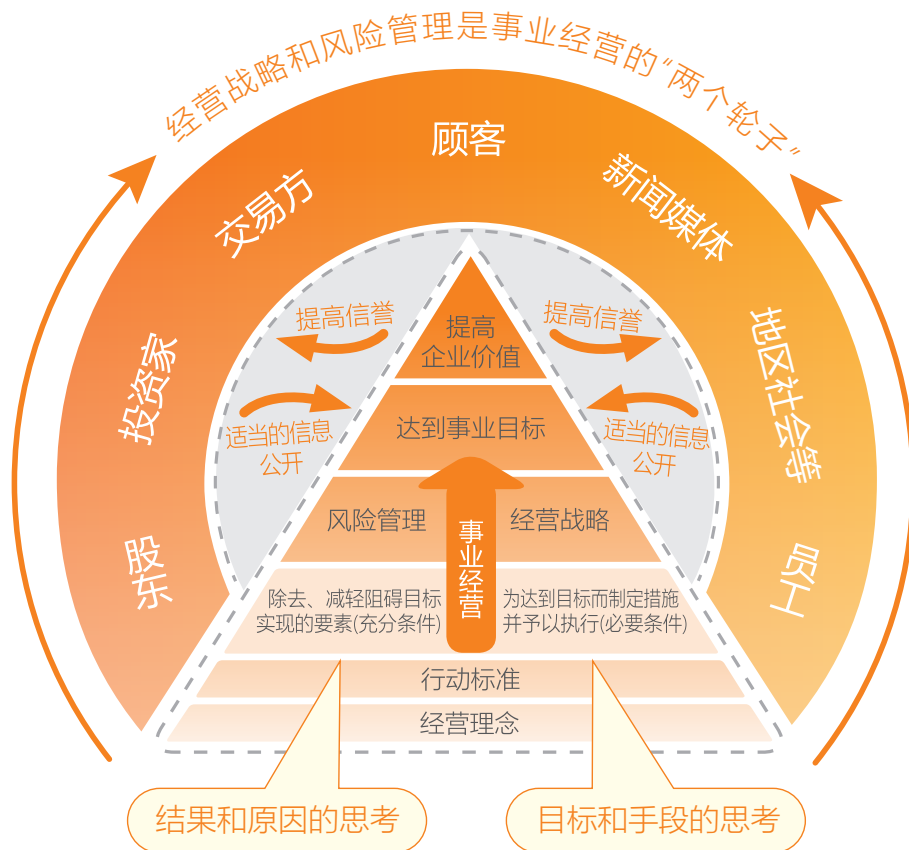 经营战略和风险管理是事业经营的“两个轮子”
顾客
交易方
新闻媒体
投资家
地区社会等
股东
员工
提高信誉
提高信誉
适当的信息
公开
适当的信息
公开
提高
企业价值
达到事业目标
风险管理
经营战略
事业经营
除去、减轻阻碍目标
实现的要素(充分条件)
为达到目标而制定措施
并予以执行(必要条件)
行动标准
经营理念
结果和原因的思考
目标和手段的思考